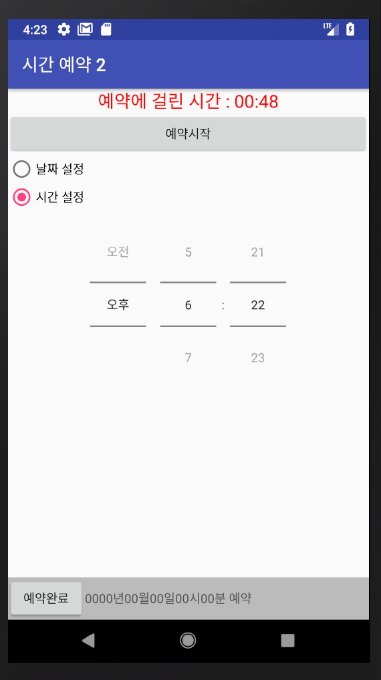 4:23 LTE
시간 예약 2
예약에 걸린 시간 : 00:48
예약시작
날짜 설정
시간 설정
오전 5 21
오후 6 : 22
7 23
예약완료 0000년00월00일00시00분 예약